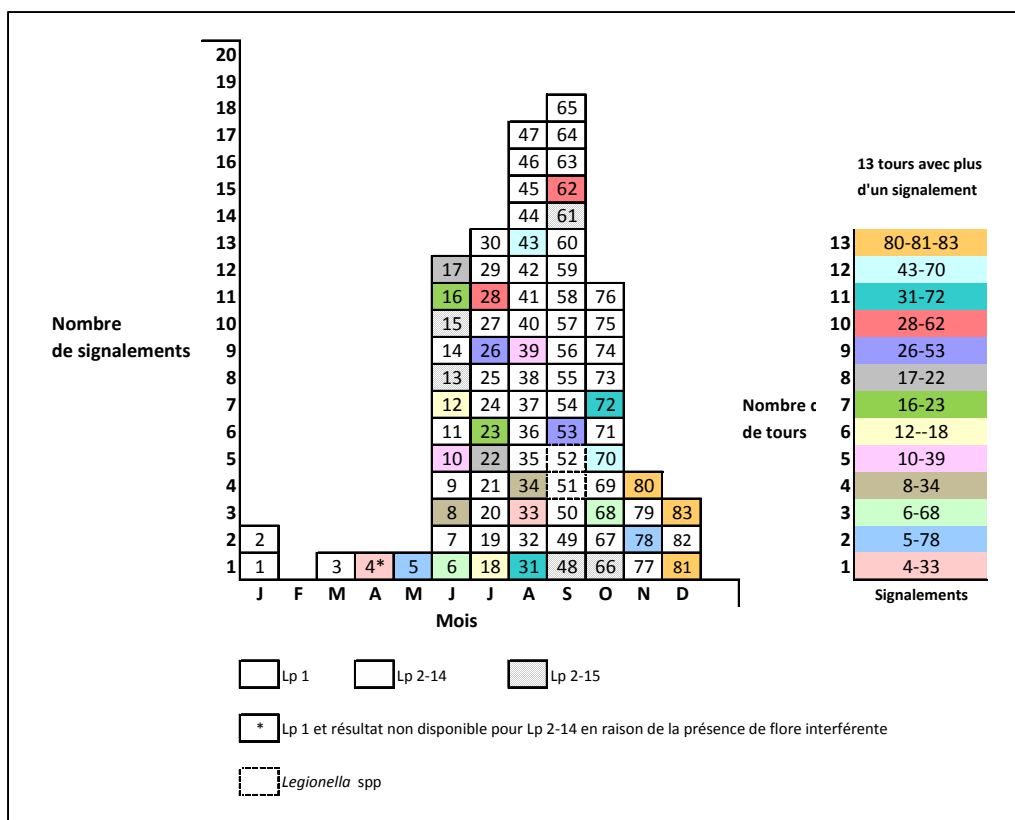 20
19
18 65
17 47 64
16 46 63
15 45 62
14 44 61
13 30 43 60
12 17 29 42 59
11 16 28 41 58 76
10 15 27 40 57 75
9 14 26 39 56 74
8 13 25 38 55 73
7 12 24 37 54 72
6 11 23 36 53 71
5 10 22 35 52 70
4 9 21 34 51 69 80
3 8 20 33 50 68 79 83
2 2 7 19 32 49 67 78 82
1 1 3 4* 5 6 18 31 48 66 77 81
J F M A M J J A S O N D
Mois
Nombre
de signalements
13 tours avec plus
d'un signalement
13 80-81-83
12 43-70
11 31-72
10 28-62
9 26-53
8 17-22
7 16-23
6 12--18
5 10-39
4 8-34
3 6-68
2 5-78
1 4-33
Signalements
Nombre d
de tours
Lp 1 Lp 2-14 Lp 2-15
* Lp 1 et résultat non disponible pour Lp 2-14 en raison de la présence de flore interférente
Legionella spp